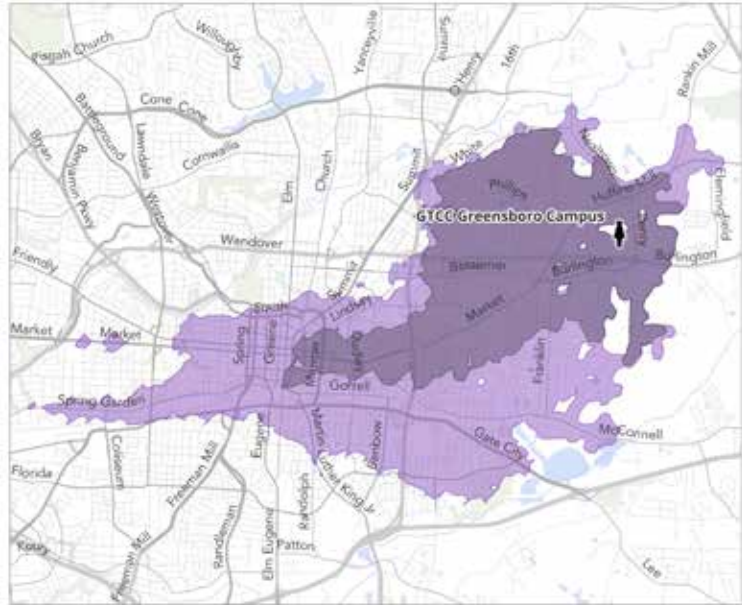 Willoughby
Yanceyville
Summit
16th
Rankin Mill
Pisgah Church
O Henry
Cone
Cone
Battleground
Lawndale
Cornwallis
White
Bryan
Benjamin Pkwy
Westover
Elm
Church
Summit
Phillips
Huffine Mill
GTCC Greensboro Campus
Wendover
Friendly
Bessemer
Burlington
Burlington
Summit
Lindsay
Market
Market
Market
Spring
Greene
Murrow
Dudley
Franklin
Gorrell
Spring Garden
Gate City
McConnell
Coliseum
Eugene
Martin Luther King Jr
Benbow
Florida
Freeman Mill
Randolph
Freeman Mill
Randleman
Elm Eugene
Patton
Koury
Lee